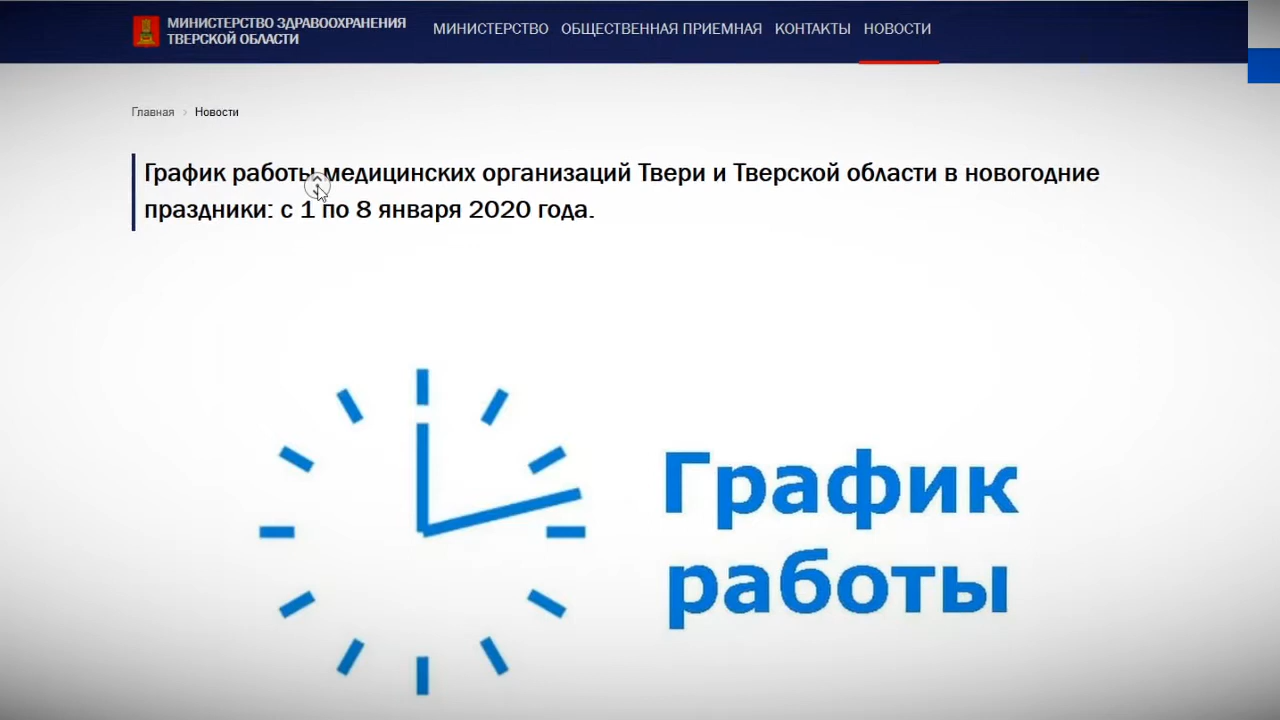 МИНИСТЕРСТВО ЗДРАВООХРАНЕНИЯ
ТВЕРСКОЙ ОБЛАСТИ
МИНИСТЕРСТВО ОБЩЕСТВЕННАЯ ПРИЕМНАЯ КОНТАКТЫ НОВОСТИ
Главная › Новости
График работы медицинских организаций Твери и Тверской области в новогодние
праздники: с 1 по 8 января 2020 года.
График
работы